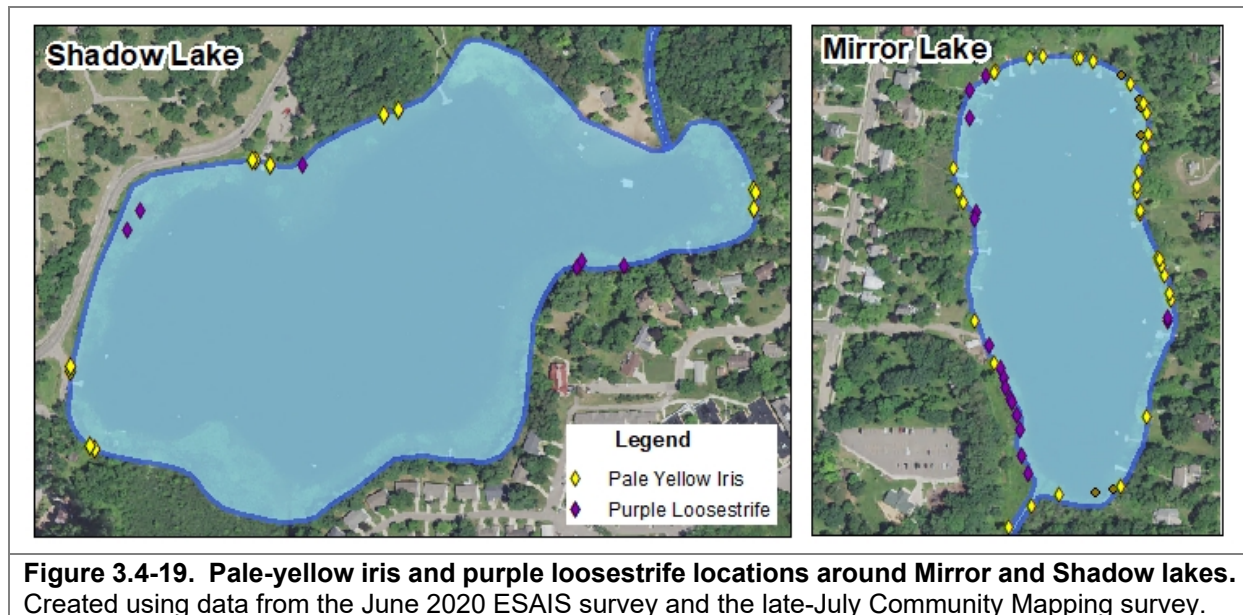 Shadow Lake
Mirror Lake
Legend
Pale Yellow Iris
Purple Loosestrife
Figure 3.4-19. Pale-yellow iris and purple loosestrife locations around Mirror and Shadow lakes.
Created using data from the June 2020 ESAIS survey and the late-July Community Mapping survey.